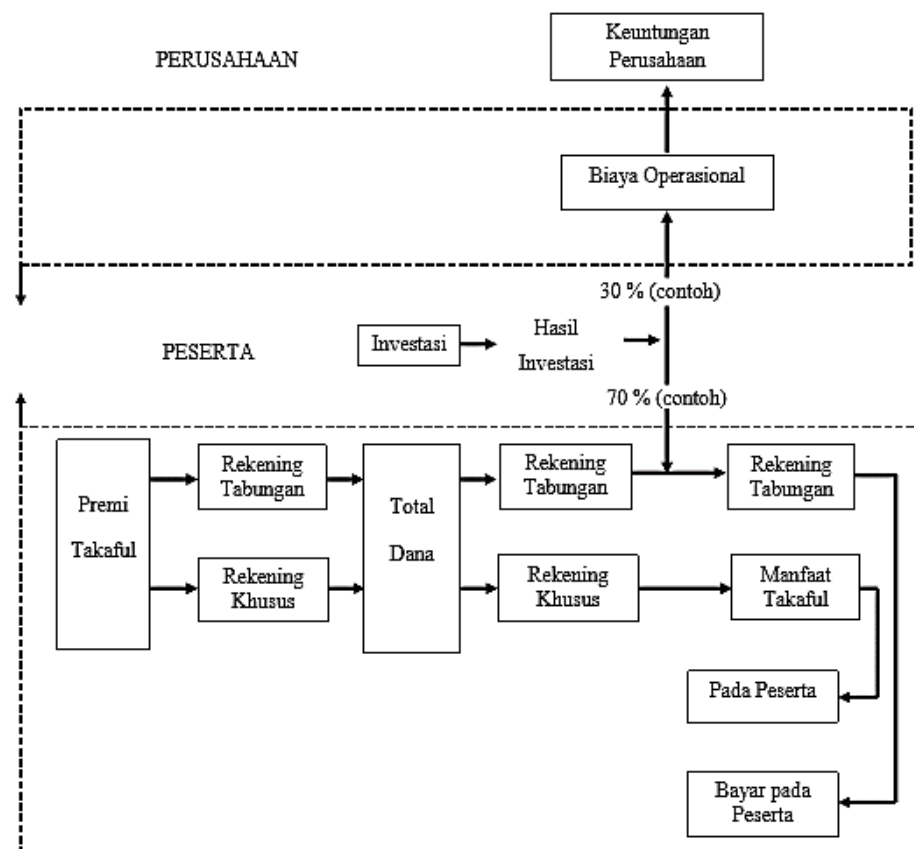 Keuntungan
Perusahaan
PERUSAHAAN
Biaya Operasional
30 % (contoh)
PESERTA
Investasi
Hasil
Investasi
70 % (contoh)
Premi
Takaful
Rekening
Tabungan
Rekening
Khusus
Total
Dana
Rekening
Tabungan
Rekening
Khusus
Rekening
Tabungan
Manfaat
Takaful
Pada Peserta
Bayar pada
Peserta